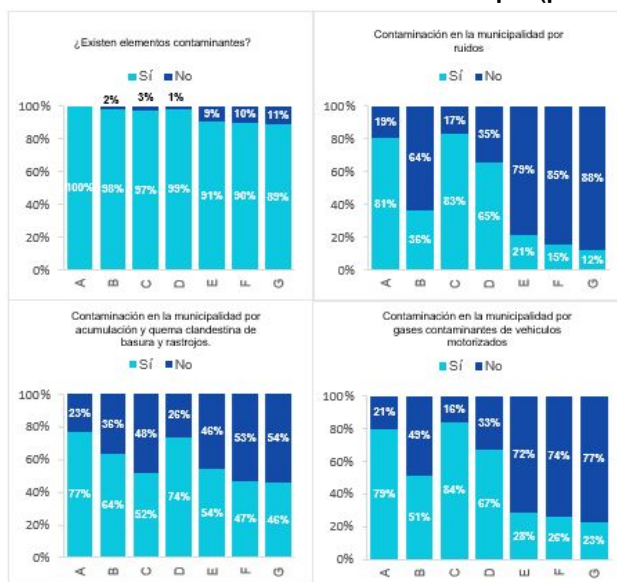 ¿Existen elementos contaminantes?
Sí No
2% 3% 1% 9% 10% 11%
100% 98% 97% 99% 91% 90% 89%
100%
80%
60%
40%
20%
0%
A B C D E F G
Contaminación en la municipalidad por
ruidos
Sí No
19% 64% 17% 35% 79% 85% 88%
81% 36% 83% 65% 21% 15% 12%
100%
80%
60%
40%
20%
0%
A B C D E F G
Contaminación en la municipalidad por
acumulación y quema clandestina de
basura y rastrojos.
Sí No
23% 36% 48% 26% 46% 53% 54%
77% 64% 52% 74% 54% 47% 46%
100%
80%
60%
40%
20%
0%
A B C D E F G
Contaminación en la municipalidad por
gases contaminantes de vehiculos
motorizados
Sí No
21% 49% 16% 33% 72% 74% 77%
79% 51% 84% 67% 28% 26% 23%
100%
80%
60%
40%
20%
0%
A B C D E F G